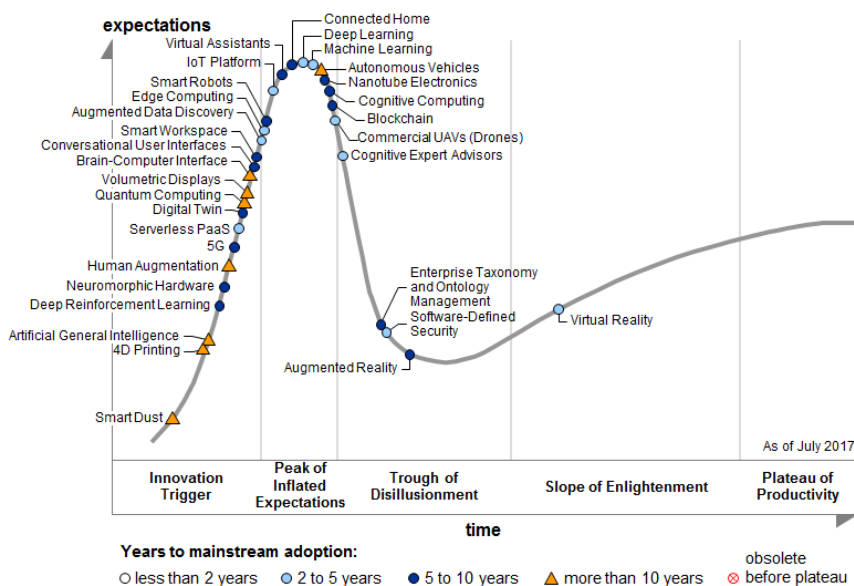 expectations
Connected Home
Deep Learning
Virtual Assistants
Machine Learning
IoT Platform
Autonomous Vehicles
Smart Robots
Nanotube Electronics
Edge Computing
Cognitive Computing
Augmented Data Discovery
Blockchain
Smart Workspace
Commercial UAVs (Drones)
Conversational User Interfaces
Cognitive Expert Advisors
Brain-Computer Interface
Volumetric Displays
Quantum Computing
Digital Twin
Serverless PaaS
5G
Human Augmentation
Neuromorphic Hardware
Deep Reinforcement Learning
Artificial General Intelligence
4D Printing
Smart Dust
Enterprise Taxonomy
and Ontology
Management
Software-Defined
Security
Augmented Reality
Virtual Reality
As of July 2017
Innovation
Trigger
Peak of
Inflated
Expectations
Trough of
Disillusionment
Slope of Enlightenment
Plateau of
Productivity
time
Years to mainstream adoption:
less than 2 years
2 to 5 years
5 to 10 years
more than 10 years
obsolete
before plateau